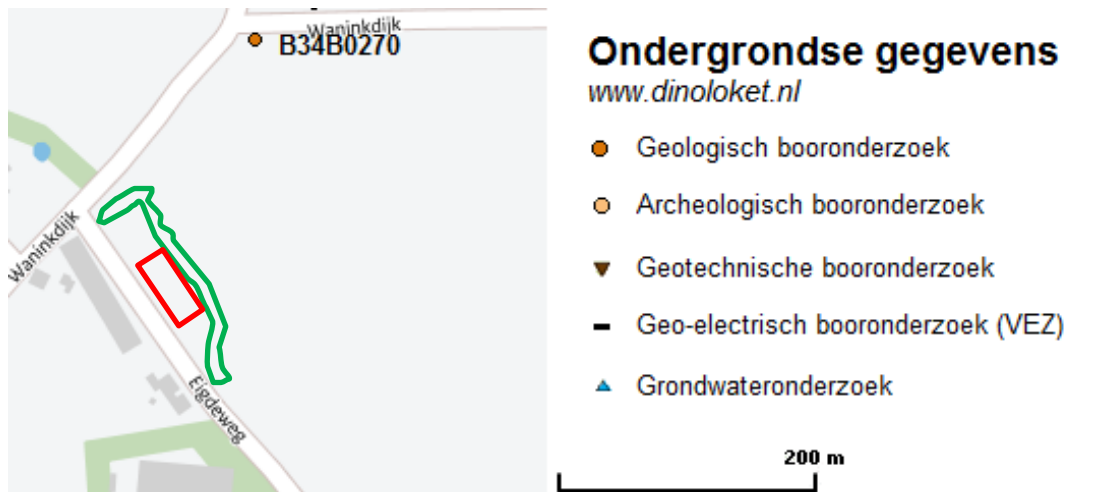 Waninkdijk
B34B0270
Waninkdijk
Eigdeweg
Ondergrondse gegevens
www.dinoloket.nl
Geologisch booronderzoek
Archeologisch booronderzoek
Geotechnische booronderzoek
Geo-electrisch booronderzoek (VEZ)
Grondwateronderzoek
200 m